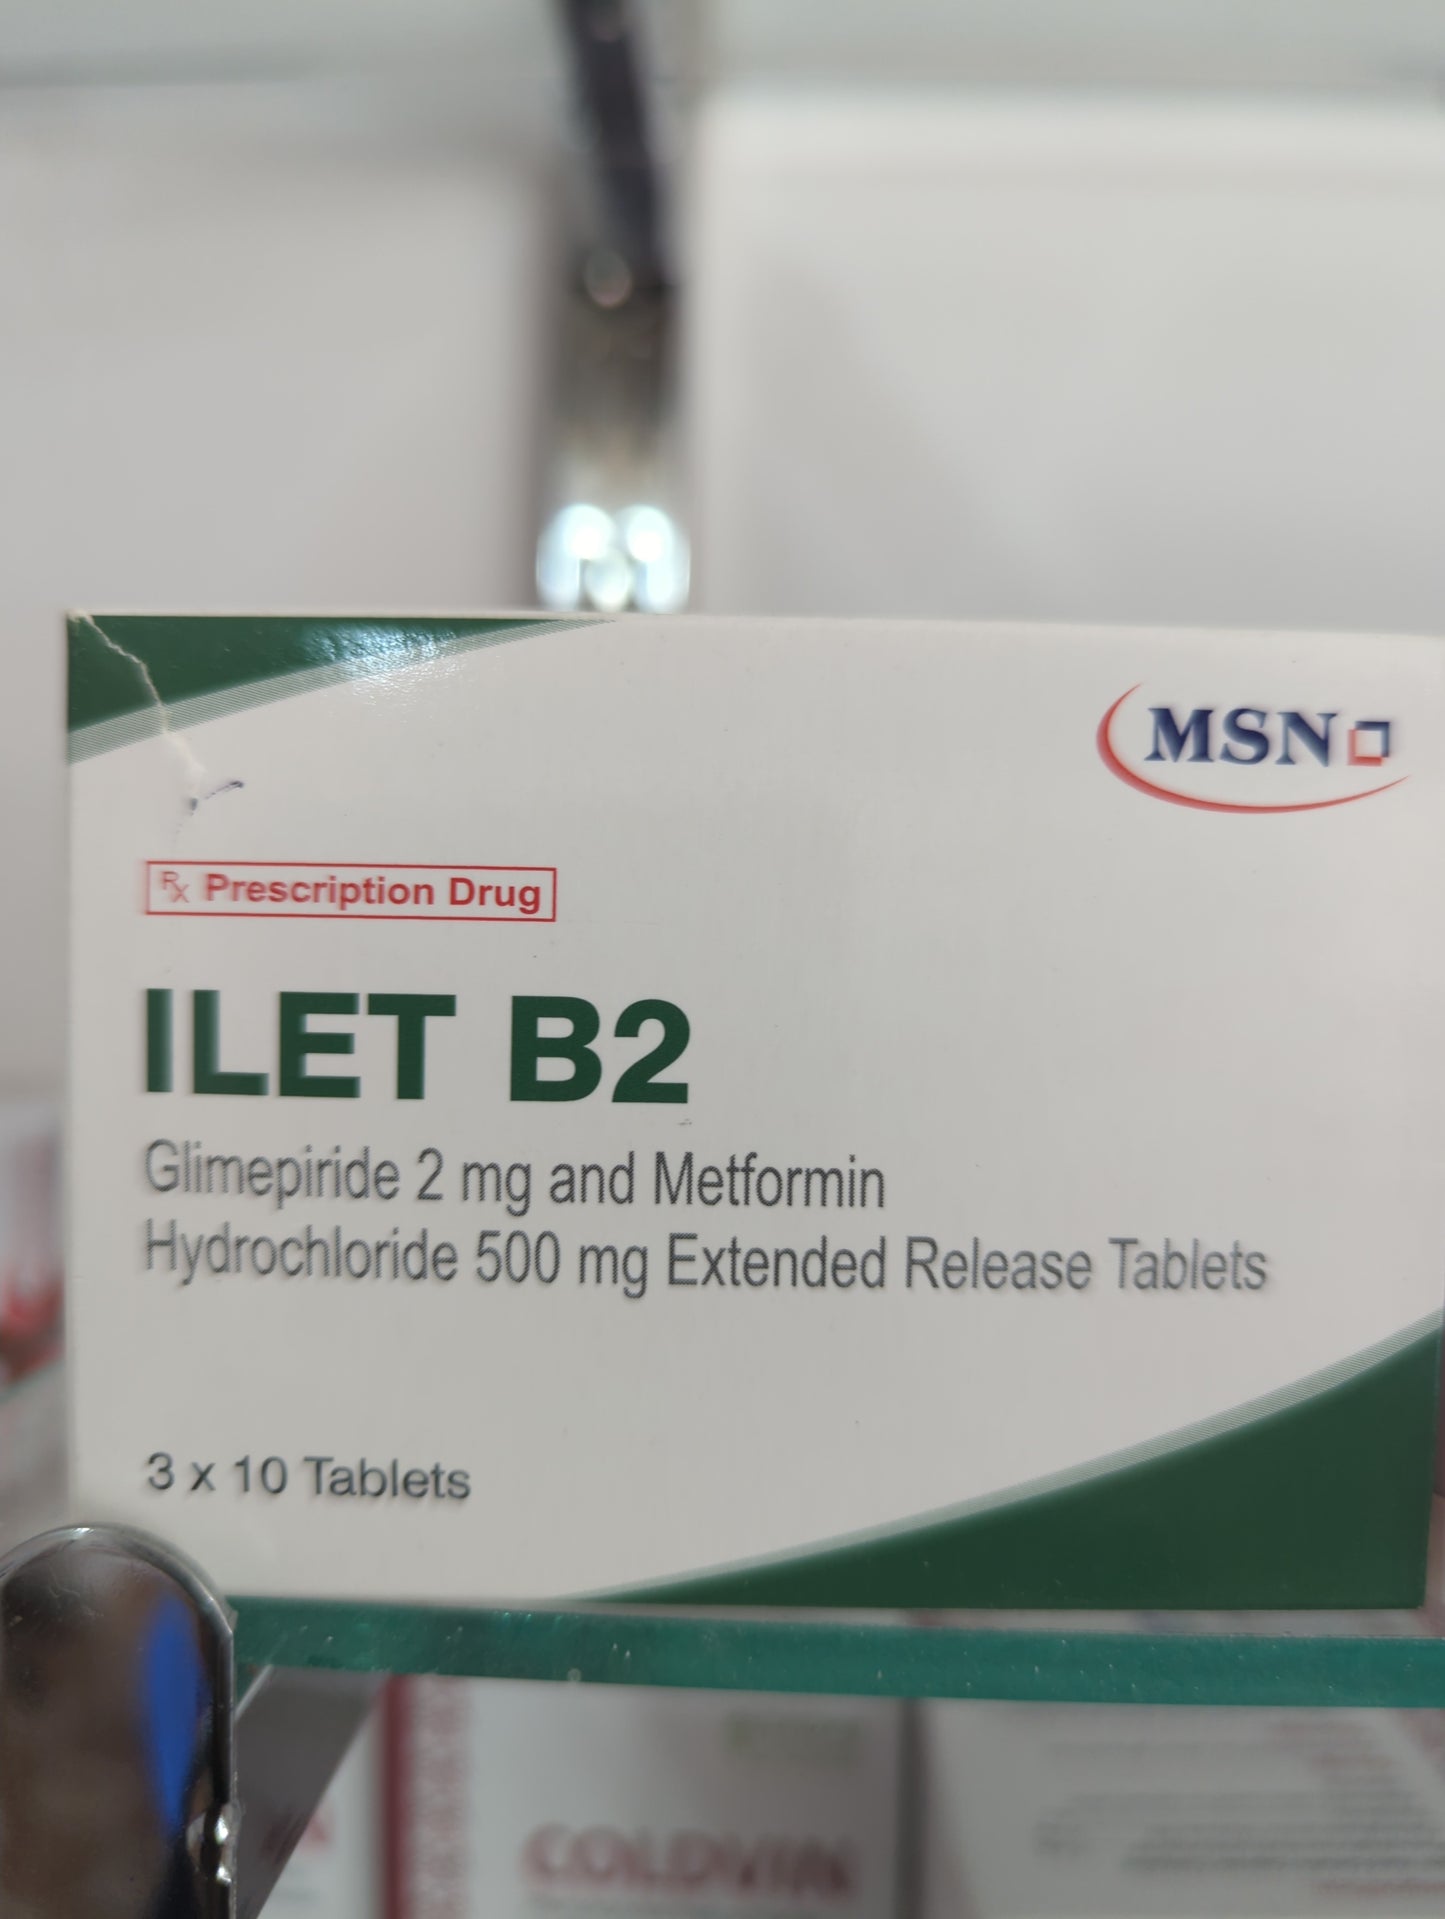 MSN
Rx Prescription Drug
ILET B2
Glimepiride 2 mg and Metformin
Hydrochloride 500 mg Extended Release Tablets
3 x 10 Tablets
COLDVIN